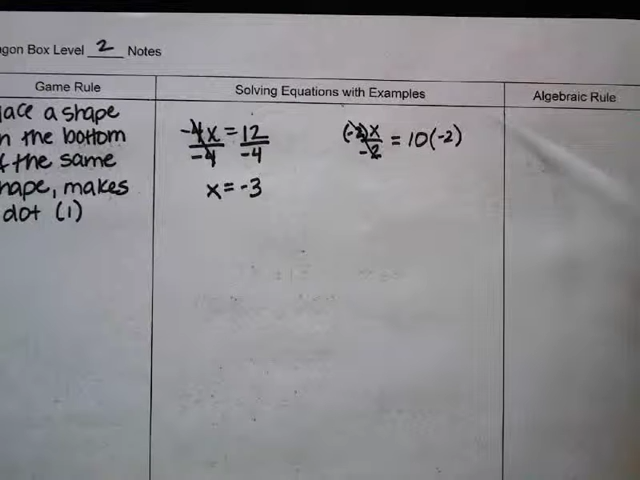 gon Box Level 2 Notes
Game Rule
Solving Equations with Examples
Algebraic Rule
lace a shape
n the bottom
f the same
hape, makes
dot (1)
-4x = 12
-4 -4
x = -3
(-2)x = 10(-2)
-2